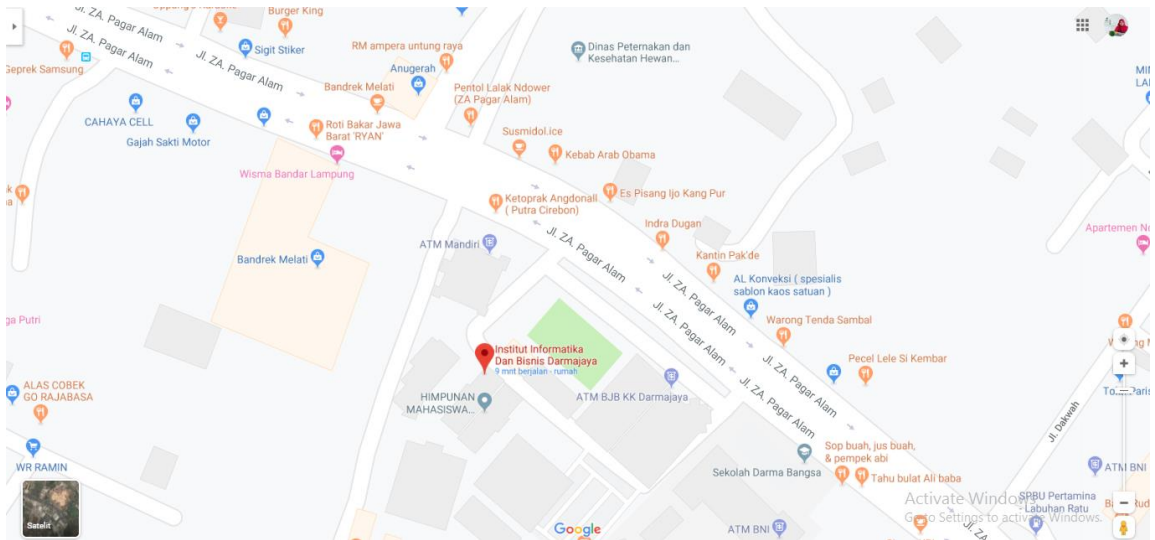 Burger King
Jl. ZA. Pagar Alam
Sigit Stiker
RM ampera untung raya
Dinas Peternakan dan
Kesehatan Hewan...
Jl. ZA. Pagar Alam
Jl. ZA. Pagar Alam
Geprek Samsung
Anugerah
Bandrek Melati
Pentol Lalak Ndower
(ZA Pagar Alam)
CAHAYA CELL
Gajah Sakti Motor
Roti Bakar Jawa
Barat 'RYAN'
Susmidol.ice
Kebab Arab Obama
Wisma Bandar Lampung
Es Pisang Ijo Kang Pur
Ketoprak Angdonall
( Putra Cirebon)
Indra Dugan
Apartemen
ATM Mandiri
Jl. ZA. Pagar Alam
Kantin Pak'de
Bandrek Melati
Jl. ZA. Pagar Alam
AL Konveksi ( spesialis
sablon kaos satuan )
Jl. ZA. Pagar Alam
Warong Tenda Sambal
ga Putri
Institut Informatika
Dan Bisnis Darmajaya
9 mnt berjalan - rumah
Jl. ZA. Pagar Alam
Pecel Lele Si Kembar
ALAS COBEK
GO RAJABASA
HIMPUNAN
MAHASISWA...
ATM BJB KK Darmajaya
Jl. ZA. Pagar Alam
Jl. Dakwah
WR RAMIN
Sop buah, jus buah,
& pempek abi
Sekolah Darma Bangsa
Tahu bulat Ali baba
ATM BNI
Satelit
Activate Windows
Go to Settings to activate Windows.
SPBU Pertamina
Labuhan Ratu
Google
ATM BNI